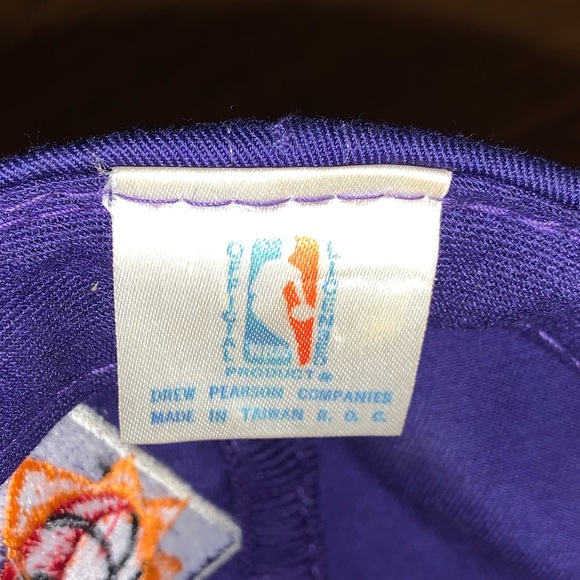 OFFICIAL
LICENSED
PRODUCT ®
DREW PEARSON COMPANIES
MADE IN TAIWAN R. O. C.